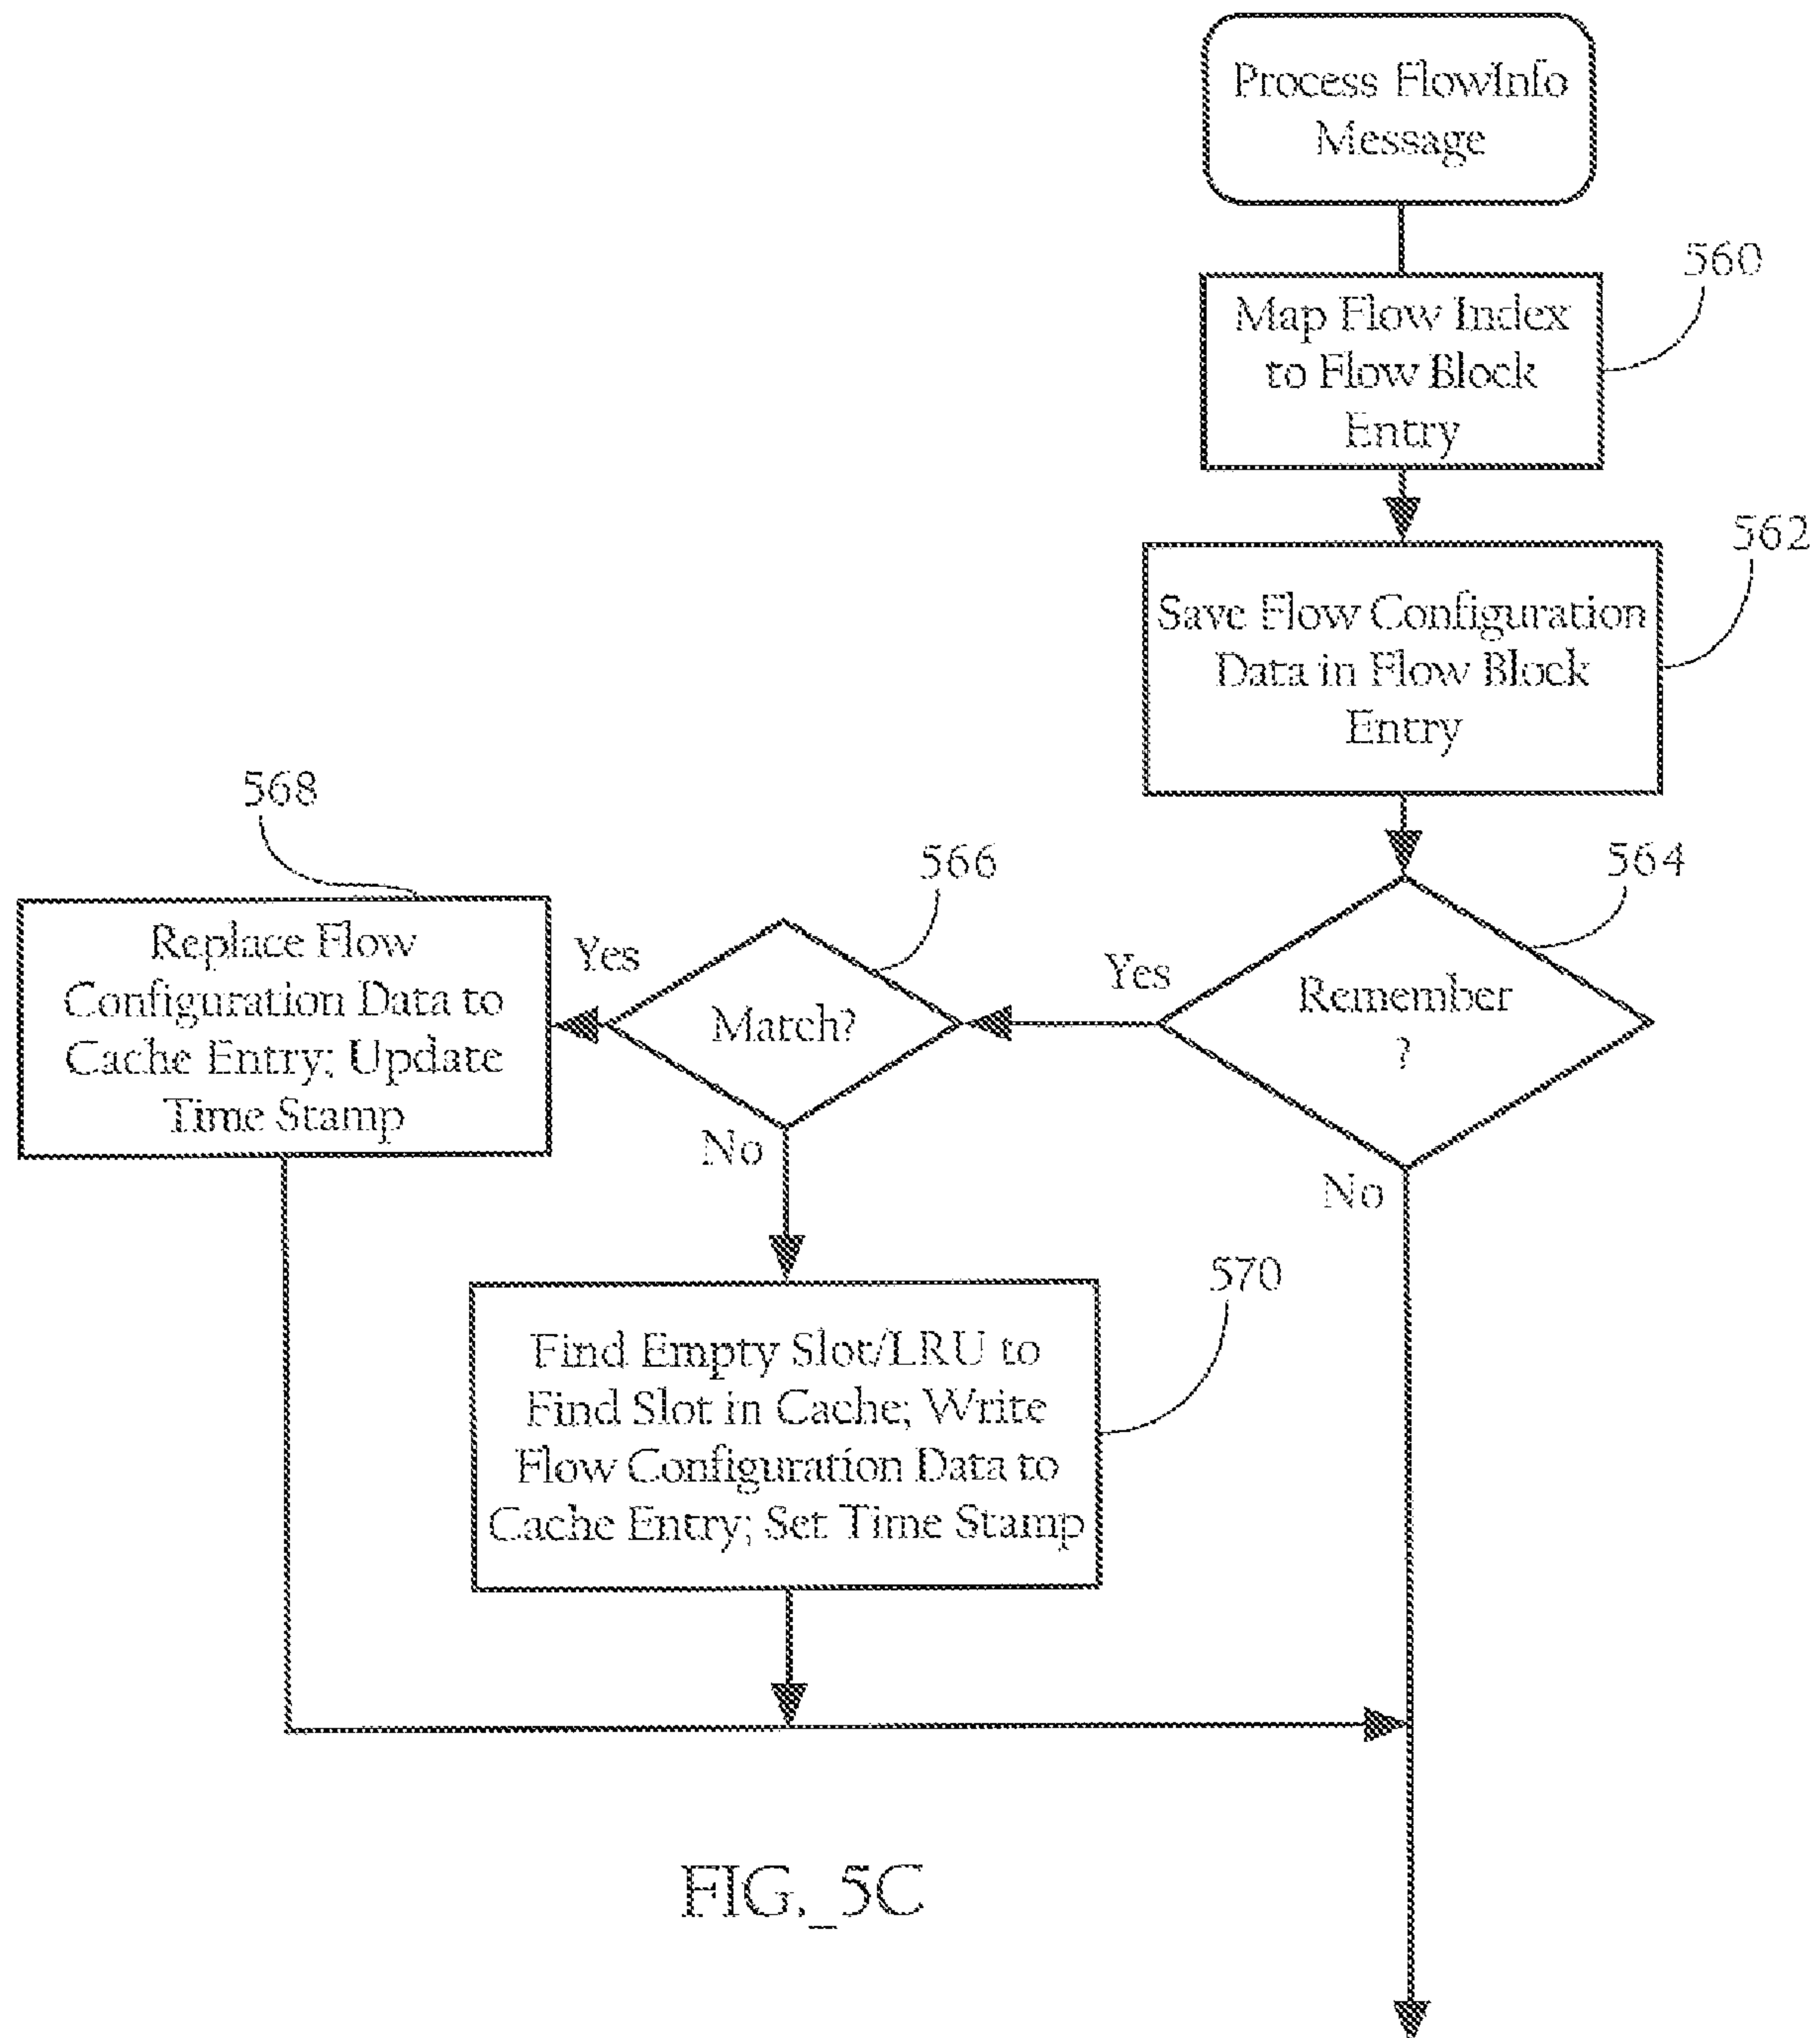 Process FlowInfo
Message
560
Map Flow Index
to Flow Block
Entry
562
Save Flow Configuration
Data in Flow Block
Entry
564
Remember
?
Yes
No
566
Match?
Yes
No
568
Replace Flow
Configuration Data to
Cache Entry; Update
Time Stamp
570
Find Empty Slot/LRU to
Find Slot in Cache; Write
Flow Configuration Data to
Cache Entry; Set Time Stamp
FIG._5C